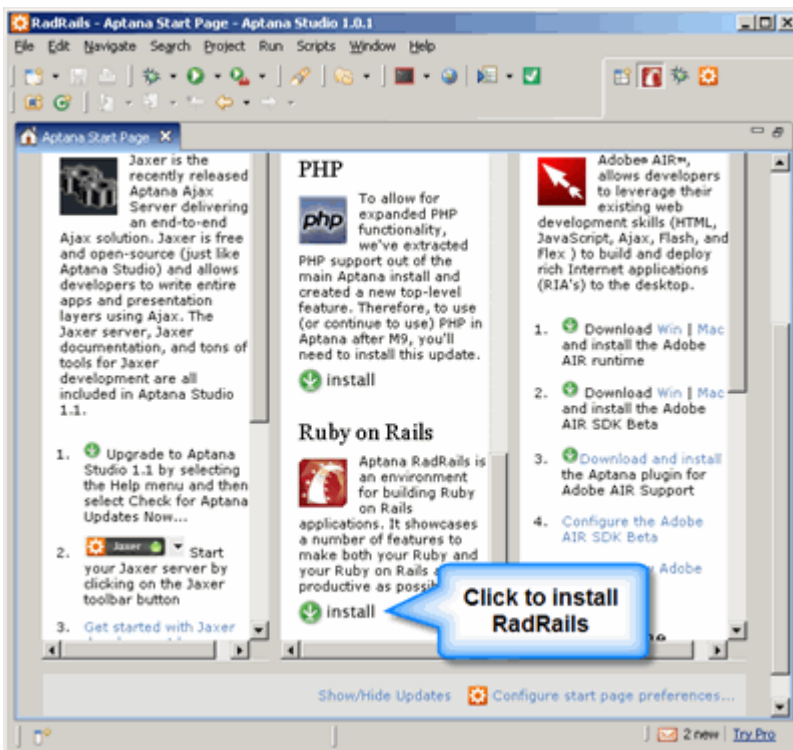 RadRails - Aptana Start Page - Aptana Studio 1.0.1
File Edit Navigate Search Project Run Scripts Window Help
Aptana Start Page
Jaxer is the
recently released
Aptana Ajax
Server delivering
an end-to-end
Ajax solution. Jaxer is free
and open-source (just like
Aptana Studio) and allows
developers to write entire
apps and presentation
layers using Ajax. The
Jaxer server, Jaxer
documentation, and tons of
tools for Jaxer
development are all
included in Aptana Studio
1.1.
1. Upgrade to Aptana
Studio 1.1 by selecting
the Help menu and then
select Check for Aptana
Updates Now...
2. Jaxer Start
your Jaxer server by
clicking on the Jaxer
toolbar button
3. Get started with Jaxer
PHP
php
To allow for
expanded PHP
functionality,
we've extracted
PHP support out of the
main Aptana install and
created a new top-level
feature. Therefore, to use
(or continue to use) PHP in
Aptana after M9, you'll
need to install this update.
install
Ruby on Rails
Aptana RadRails is
an environment
for building Ruby
on Rails
applications. It showcases
a number of features to
make both your Ruby and
your Ruby on Rails
productive as
install
Click to install
RadRails
Adobe® AIR™,
allows developers
to leverage their
existing web
development skills (HTML,
JavaScript, Ajax, Flash, and
Flex ) to build and deploy
rich Internet applications
(RIA's) to the desktop.
1. Download Win | Mac
and install the Adobe
AIR runtime
2. Download Win | Mac
and install the Adobe
AIR SDK Beta
3. Download and install
the Aptana plugin for
Adobe AIR Support
4. Configure the Adobe
AIR SDK Beta
Adobe
Show/Hide Updates Configure start page preferences...
2 new Try Pro